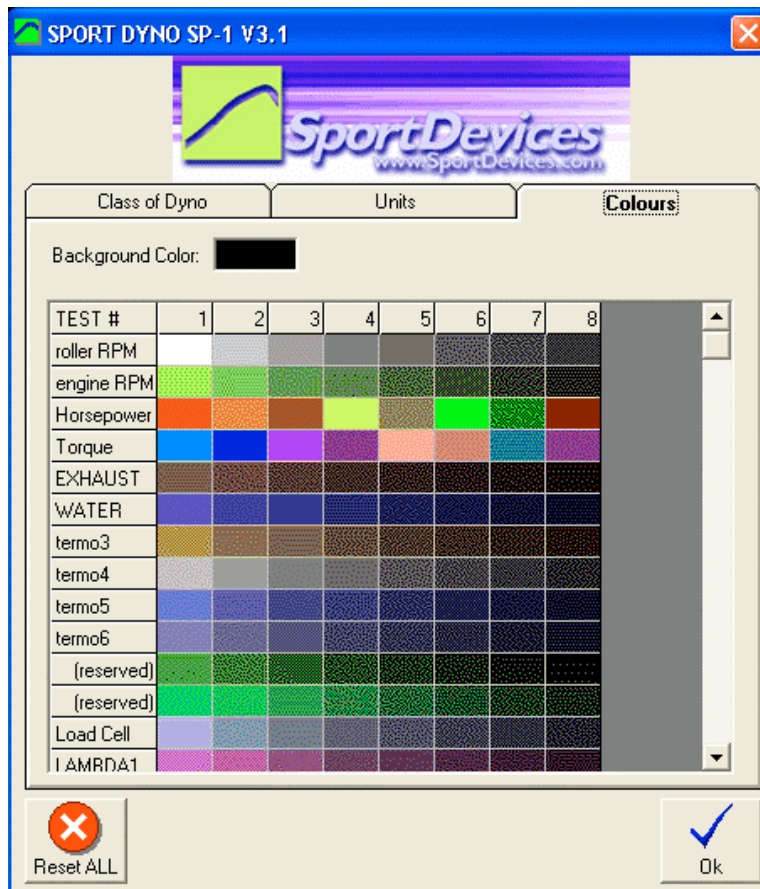 SPORT DYNO SP-1 V3.1
SportDevices
www.SportDevices.com
Class of Dyno Units Colours
Background Color:
TEST # 1 2 3 4 5 6 7 8
roller RPM
engine RPM
Horsepower
Torque
EXHAUST
WATER
termo3
termo4
termo5
termo6
(reserved)
(reserved)
Load Cell
LAMBDA1
Reset ALL
Ok